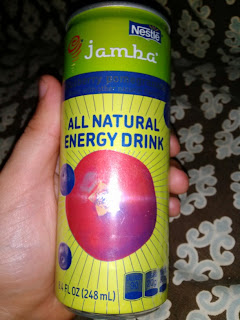 Nestlé
jamba
ALL NATURAL
ENERGY DRINK
.4 FL OZ (248 mL)